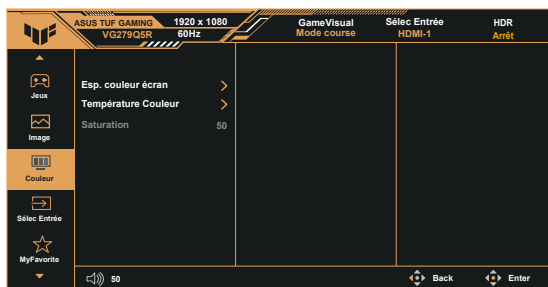 ASUS TUF GAMING 1920 x 1080
VG279Q5R 60Hz
GameVisual
Mode course
Sélec Entrée
HDMI-1
HDR
Arrêt
Jeux
Image
Couleur
Sélec Entrée
MyFavorite
Esp. couleur écran
Température Couleur
Saturation 50
50
Back
Enter